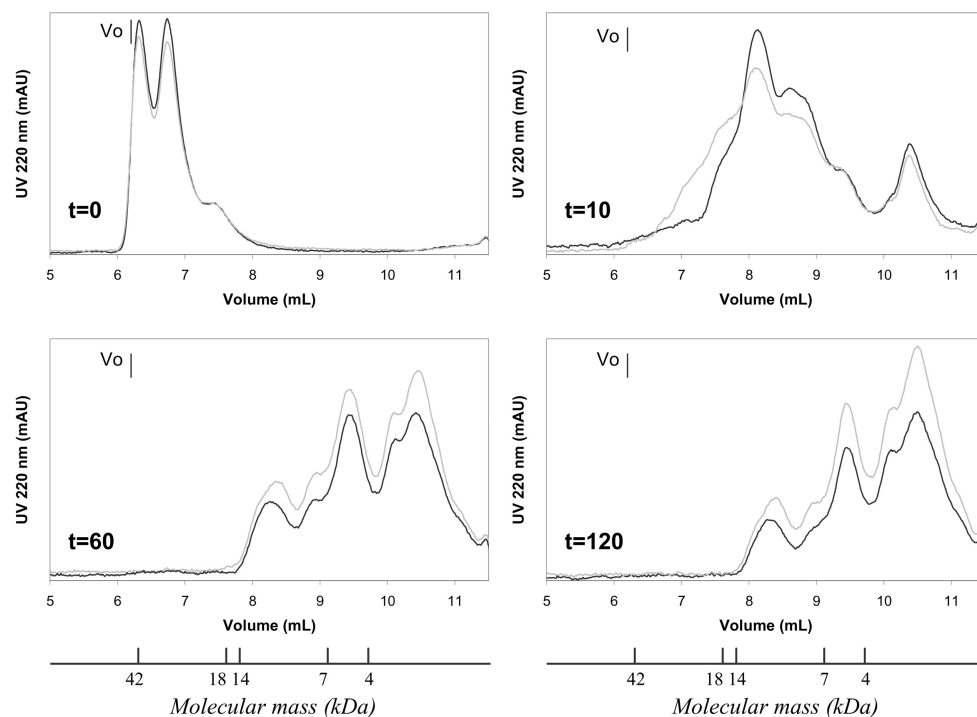 Vo
UV 220 nm (mAU)
t=0
5 6 7 8 9 10 11
Volume (mL)
Vo
UV 220 nm (mAU)
t=10
5 6 7 8 9 10 11
Volume (mL)
Vo
UV 220 nm (mAU)
t=60
5 6 7 8 9 10 11
Volume (mL)
Vo
UV 220 nm (mAU)
t=120
5 6 7 8 9 10 11
Volume (mL)
42 18 14 7 4
Molecular mass (kDa)
42 18 14 7 4
Molecular mass (kDa)